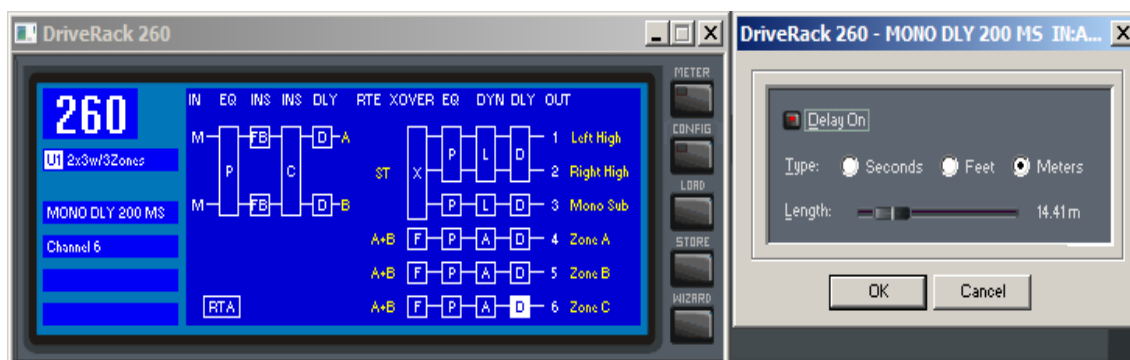 DriveRack 260
260
U1 2x3w/3Zones
MONO DLY 200 MS
Channel 6
IN EQ INS INS DLY RTE XOVER EQ DYN DLY OUT
M FB D A P L D 1 Left High
P C ST X 2 Right High
M FB D B P L D 3 Mono Sub
A+B F P A D 4 Zone A
A+B F P A D 5 Zone B
RTA A+B F P A D 6 Zone C
METER
CONFIG
LOAD
STORE
WIZARD
DriveRack 260 - MONO DLY 200 MS IN:A...
Delay On
Type: Seconds Feet Meters
Length: 14.41 m
OK Cancel